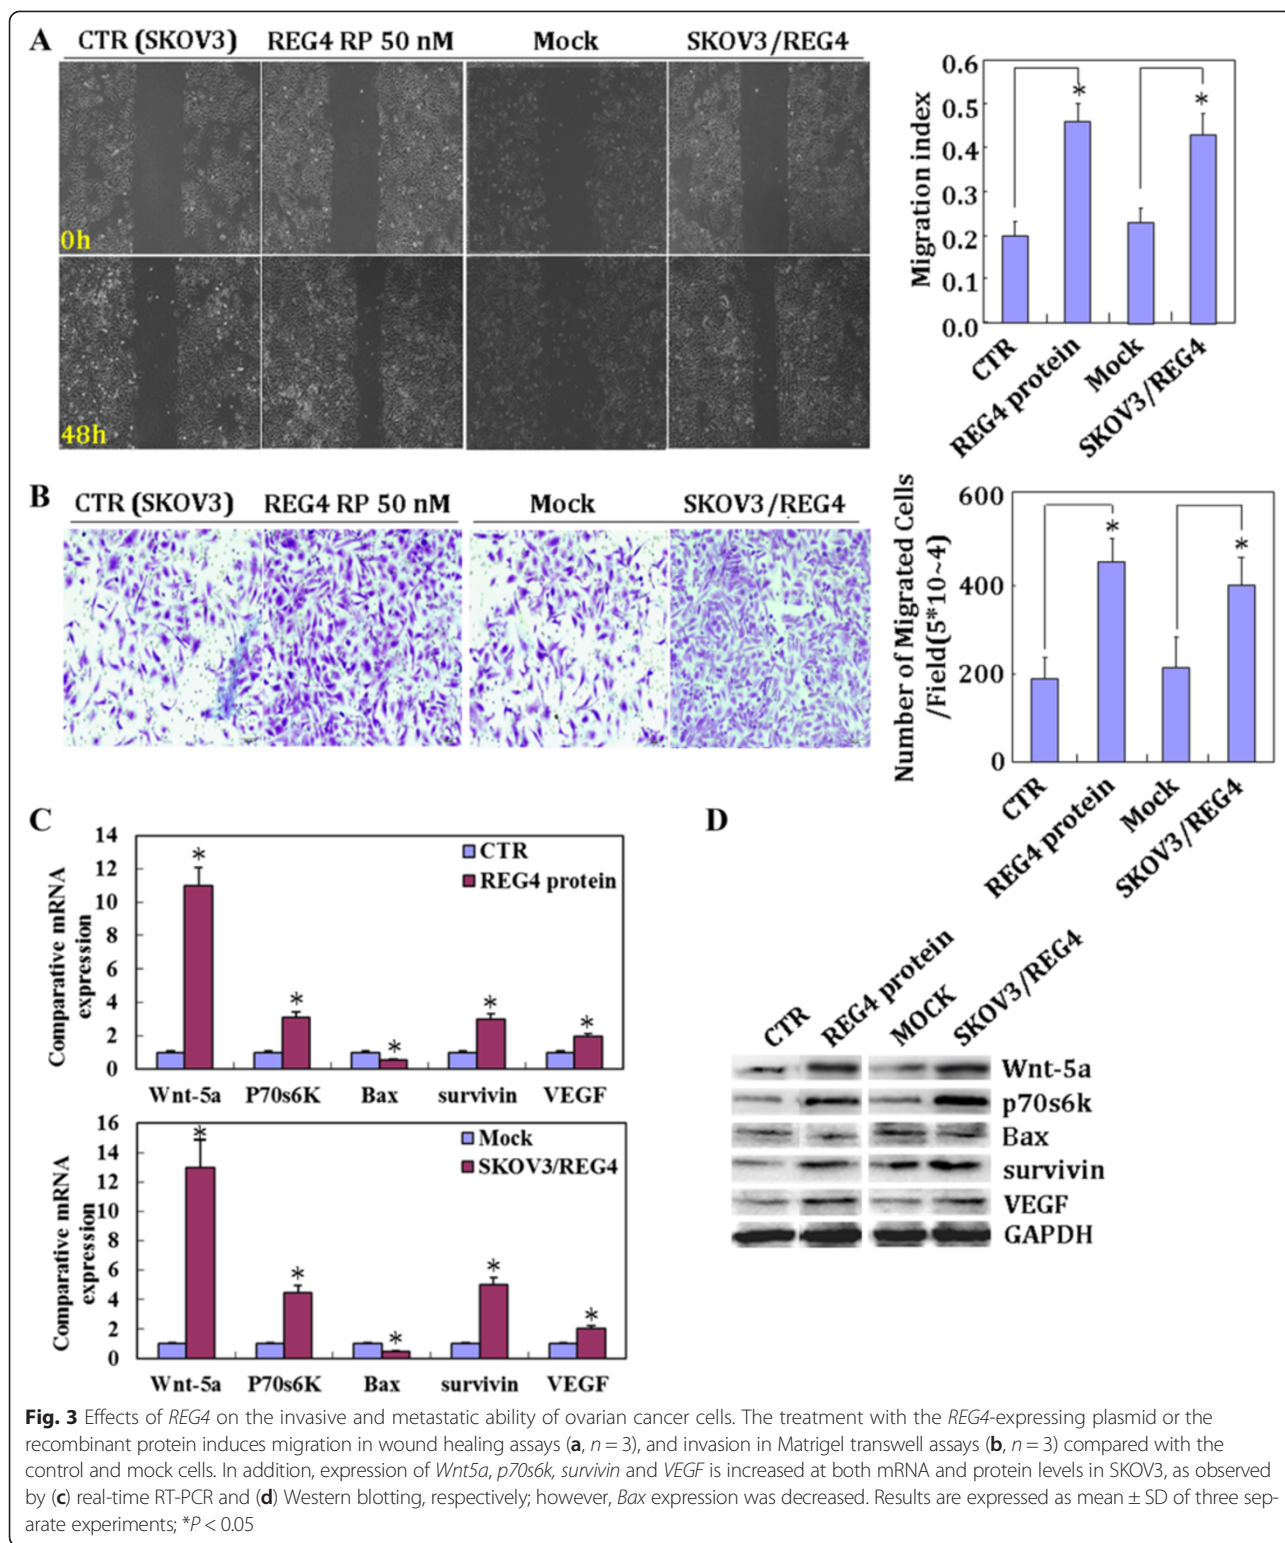 A
CTR (SKOV3) REG4 RP 50 nM Mock SKOV3/REG4
0h
48h
Migration index
0.6
0.5
0.4
0.3
0.2
0.1
0.0
*
*
CTR
REG4 protein
Mock
SKOV3/REG4
B
CTR (SKOV3) REG4 RP 50 nM Mock SKOV3/REG4
Number of Migrated Cells
/Field(5*10~4)
600
400
200
0
*
*
CTR
REG4 protein
Mock
SKOV3/REG4
C
Comparative mRNA
expression
14
12
10
8
6
4
2
0
CTR
REG4 protein
*
*
*
*
*
Wnt-5a P70s6K Bax survivin VEGF
Comparative mRNA
expression
16
14
12
10
8
6
4
2
0
Mock
SKOV3/REG4
*
*
*
*
*
Wnt-5a P70s6K Bax survivin VEGF
D
CTR
REG4 protein
MOCK
SKOV3/REG4
Wnt-5a
p70s6k
Bax
survivin
VEGF
GAPDH
Fig. 3 Effects of REG4 on the invasive and metastatic ability of ovarian cancer cells. The treatment with the REG4-expressing plasmid or the
recombinant protein induces migration in wound healing assays (a, n = 3), and invasion in Matrigel transwell assays (b, n = 3) compared with the
control and mock cells. In addition, expression of Wnt5a, p70s6k, survivin and VEGF is increased at both mRNA and protein levels in SKOV3, as observed
by (c) real-time RT-PCR and (d) Western blotting, respectively; however, Bax expression was decreased. Results are expressed as mean ± SD of three sep-
arate experiments; *P < 0.05